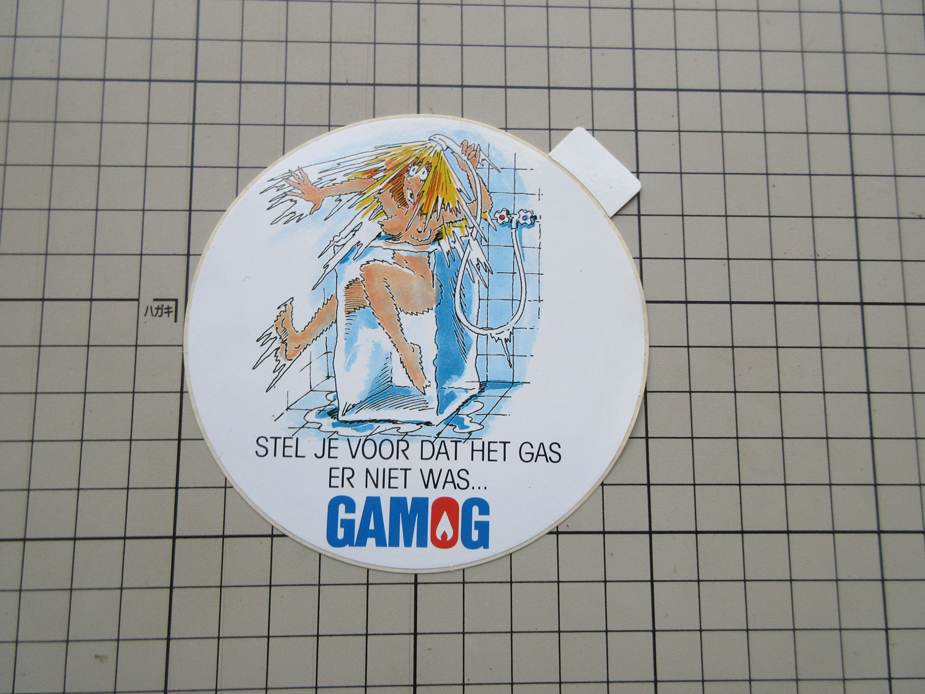 ハガキ
STEL JE VOOR DAT HET GAS
ER NIET WAS...
GAMOG